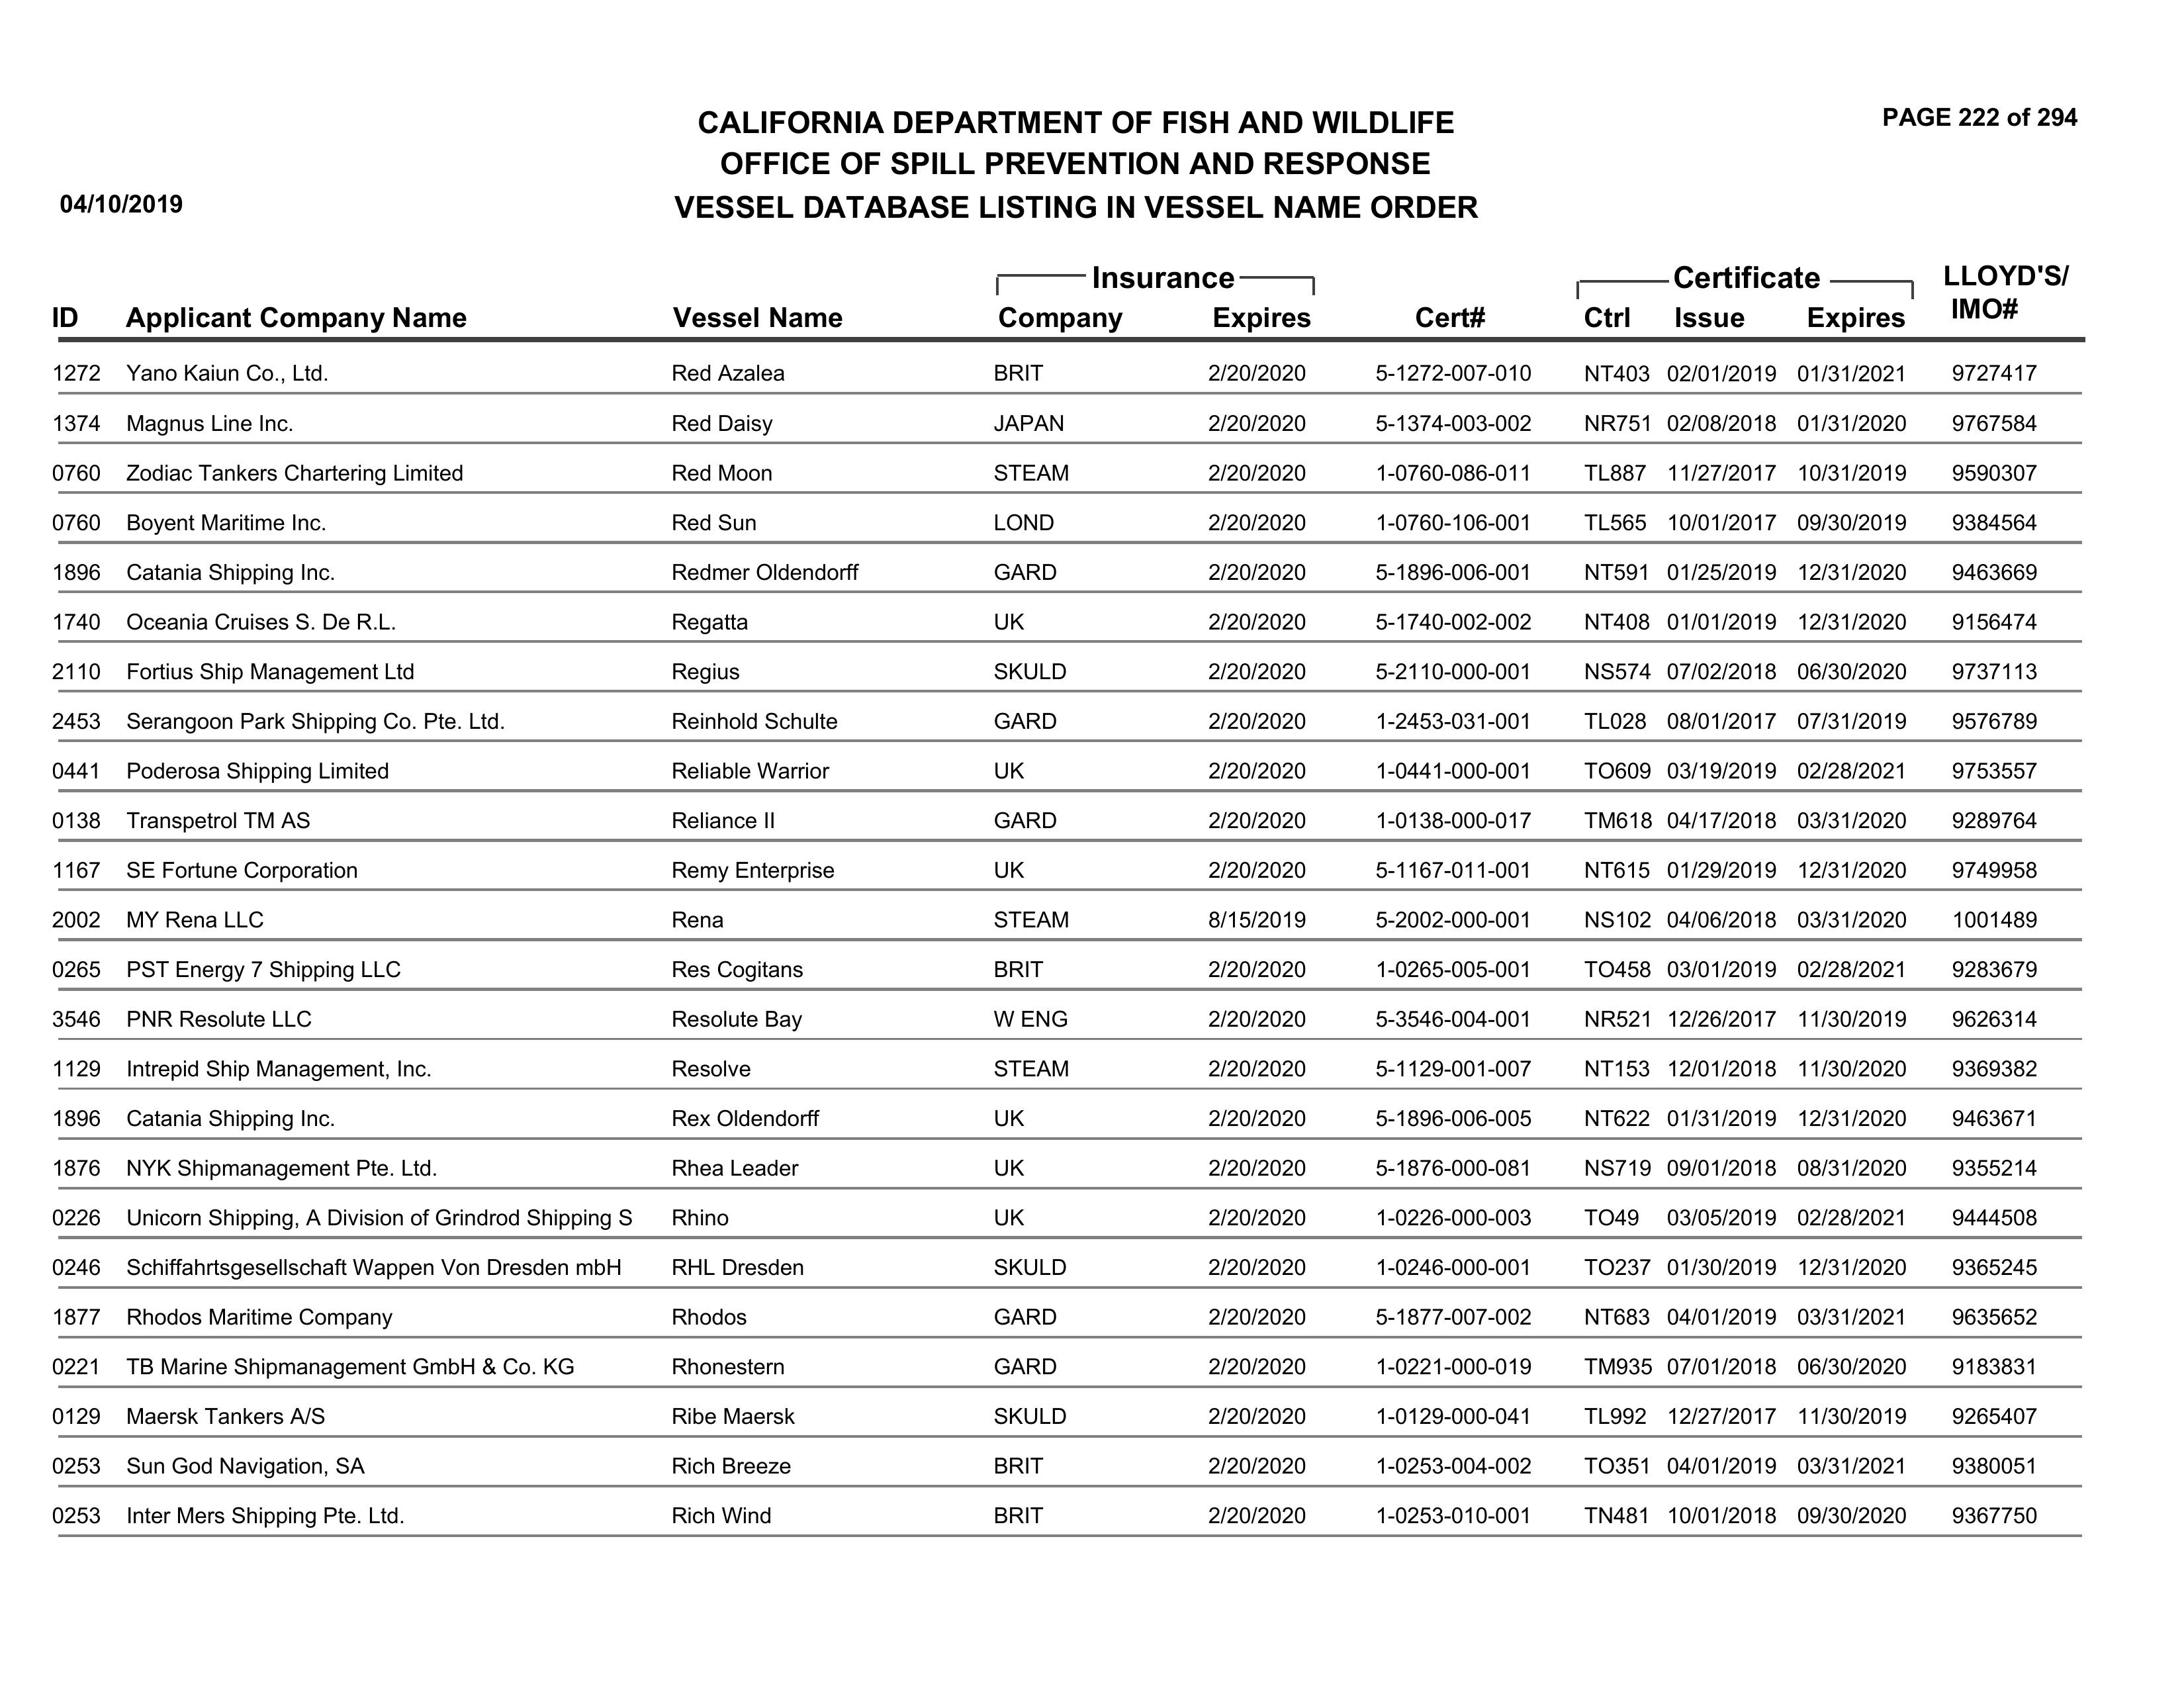 PAGE 222 of 294
CALIFORNIA DEPARTMENT OF FISH AND WILDLIFE
OFFICE OF SPILL PREVENTION AND RESPONSE
04/10/2019 VESSEL DATABASE LISTING IN VESSEL NAME ORDER
Insurance Certificate LLOYD'S/
ID Applicant Company Name Vessel Name Company Expires Cert# Ctrl Issue Expires IMO#
1272 Yano Kaiun Co., Ltd. Red Azalea BRIT 2/20/2020 5-1272-007-010 NT403 02/01/2019 01/31/2021 9727417
1374 Magnus Line Inc. Red Daisy JAPAN 2/20/2020 5-1374-003-002 NR751 02/08/2018 01/31/2020 9767584
0760 Zodiac Tankers Chartering Limited Red Moon STEAM 2/20/2020 1-0760-086-011 TL887 11/27/2017 10/31/2019 9590307
0760 Boyent Maritime Inc. Red Sun LOND 2/20/2020 1-0760-106-001 TL565 10/01/2017 09/30/2019 9384564
1896 Catania Shipping Inc. Redmer Oldendorff GARD 2/20/2020 5-1896-006-001 NT591 01/25/2019 12/31/2020 9463669
1740 Oceania Cruises S. De R.L. Regatta UK 2/20/2020 5-1740-002-002 NT408 01/01/2019 12/31/2020 9156474
2110 Fortius Ship Management Ltd Regius SKULD 2/20/2020 5-2110-000-001 NS574 07/02/2018 06/30/2020 9737113
2453 Serangoon Park Shipping Co. Pte. Ltd. Reinhold Schulte GARD 2/20/2020 1-2453-031-001 TL028 08/01/2017 07/31/2019 9576789
0441 Poderosa Shipping Limited Reliable Warrior UK 2/20/2020 1-0441-000-001 TO609 03/19/2019 02/28/2021 9753557
0138 Transpetrol TM AS Reliance II GARD 2/20/2020 1-0138-000-017 TM618 04/17/2018 03/31/2020 9289764
1167 SE Fortune Corporation Remy Enterprise UK 2/20/2020 5-1167-011-001 NT615 01/29/2019 12/31/2020 9749958
2002 MY Rena LLC Rena STEAM 8/15/2019 5-2002-000-001 NS102 04/06/2018 03/31/2020 1001489
0265 PST Energy 7 Shipping LLC Res Cogitans BRIT 2/20/2020 1-0265-005-001 TO458 03/01/2019 02/28/2021 9283679
3546 PNR Resolute LLC Resolute Bay W ENG 2/20/2020 5-3546-004-001 NR521 12/26/2017 11/30/2019 9626314
1129 Intrepid Ship Management, Inc. Resolve STEAM 2/20/2020 5-1129-001-007 NT153 12/01/2018 11/30/2020 9369382
1896 Catania Shipping Inc. Rex Oldendorff UK 2/20/2020 5-1896-006-005 NT622 01/31/2019 12/31/2020 9463671
1876 NYK Shipmanagement Pte. Ltd. Rhea Leader UK 2/20/2020 5-1876-000-081 NS719 09/01/2018 08/31/2020 9355214
0226 Unicorn Shipping, A Division of Grindrod Shipping S Rhino UK 2/20/2020 1-0226-000-003 TO49 03/05/2019 02/28/2021 9444508
0246 Schiffahrtsgesellschaft Wappen Von Dresden mbH RHL Dresden SKULD 2/20/2020 1-0246-000-001 TO237 01/30/2019 12/31/2020 9365245
1877 Rhodos Maritime Company Rhodos GARD 2/20/2020 5-1877-007-002 NT683 04/01/2019 03/31/2021 9635652
0221 TB Marine Shipmanagement GmbH & Co. KG Rhonestern GARD 2/20/2020 1-0221-000-019 TM935 07/01/2018 06/30/2020 9183831
0129 Maersk Tankers A/S Ribe Maersk SKULD 2/20/2020 1-0129-000-041 TL992 12/27/2017 11/30/2019 9265407
0253 Sun God Navigation, SA Rich Breeze BRIT 2/20/2020 1-0253-004-002 TO351 04/01/2019 03/31/2021 9380051
0253 Inter Mers Shipping Pte. Ltd. Rich Wind BRIT 2/20/2020 1-0253-010-001 TN481 10/01/2018 09/30/2020 9367750